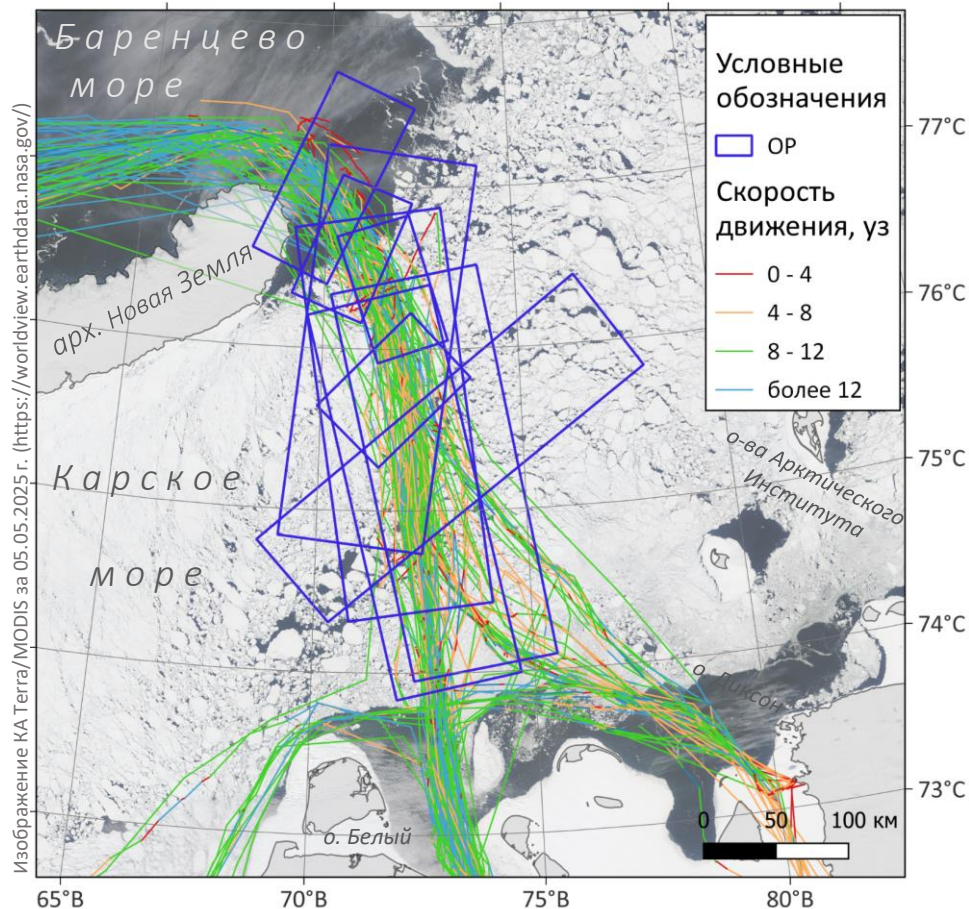 Баренцево
море
Условные
обозначения
ОР
Скорость
движения, уз
0 - 4
4 - 8
8 - 12
более 12
77°С
76°С
75°С
74°С
73°С
арх. Новая Земля
Карское
море
о-ва Арктического
Института
о. Диксон
о. Белый
0 50 100 км
65°В 70°В 75°В 80°В
Изображение КА Terra/MODIS за 05.05.2025 г. (https://worldview.earthdata.nasa.gov/)